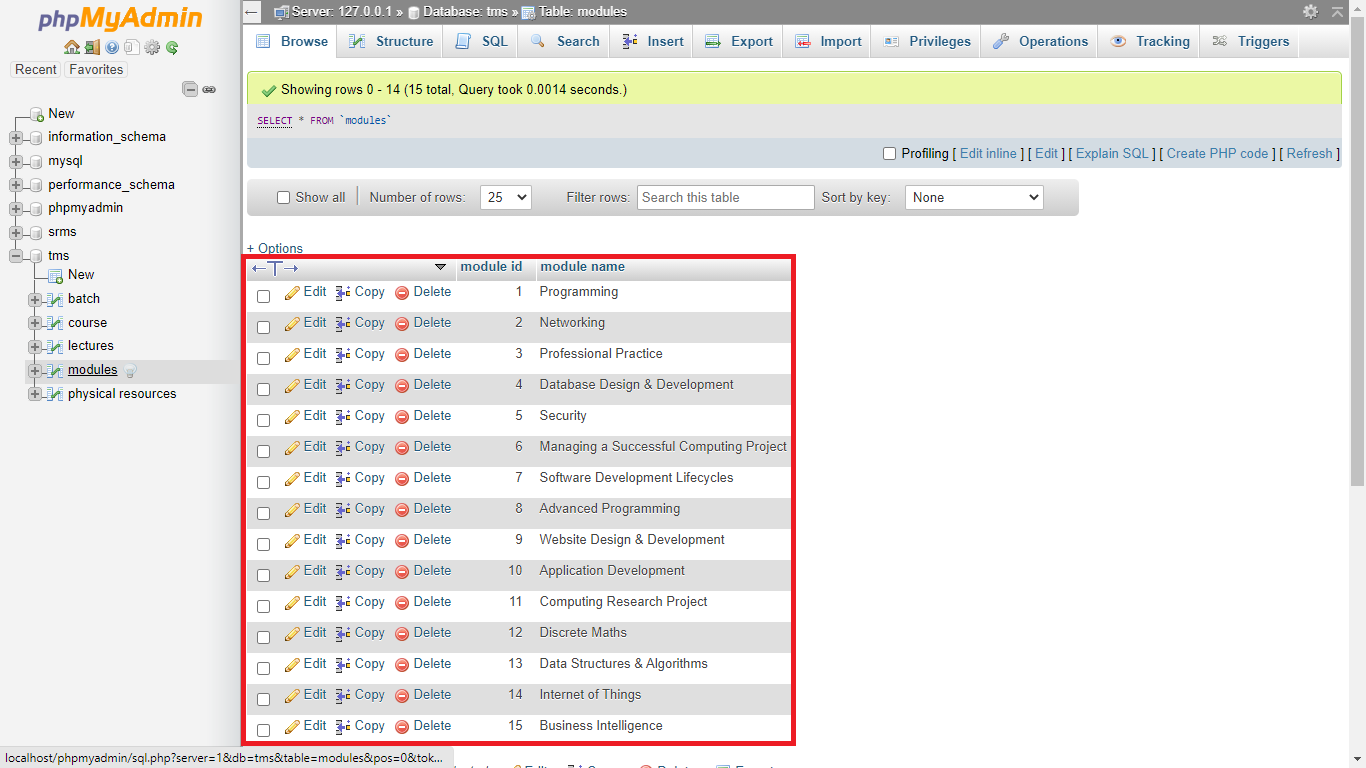 phpMyAdmin
Recent Favorites
New
information_schema
mysql
performance_schema
phpmyadmin
srms
tms
New
batch
course
lectures
modules
physical resources
Server: 127.0.0.1 » Database: tms » Table: modules
Browse Structure SQL Search Insert Export Import Privileges Operations Tracking Triggers
Showing rows 0 - 14 (15 total, Query took 0.0014 seconds.)
SELECT * FROM `modules`
Profiling [ Edit inline ] [ Edit ] [ Explain SQL ] [ Create PHP code ] [ Refresh ]
Show all Number of rows: 25 Filter rows: Search this table Sort by key: None
+ Options
module id module name
Edit Copy Delete 1 Programming
Edit Copy Delete 2 Networking
Edit Copy Delete 3 Professional Practice
Edit Copy Delete 4 Database Design & Development
Edit Copy Delete 5 Security
Edit Copy Delete 6 Managing a Successful Computing Project
Edit Copy Delete 7 Software Development Lifecycles
Edit Copy Delete 8 Advanced Programming
Edit Copy Delete 9 Website Design & Development
Edit Copy Delete 10 Application Development
Edit Copy Delete 11 Computing Research Project
Edit Copy Delete 12 Discrete Maths
Edit Copy Delete 13 Data Structures & Algorithms
Edit Copy Delete 14 Internet of Things
Edit Copy Delete 15 Business Intelligence
localhost/phpmyadmin/sql.php?server=1&db=tms&table=modules&pos=0&tok...